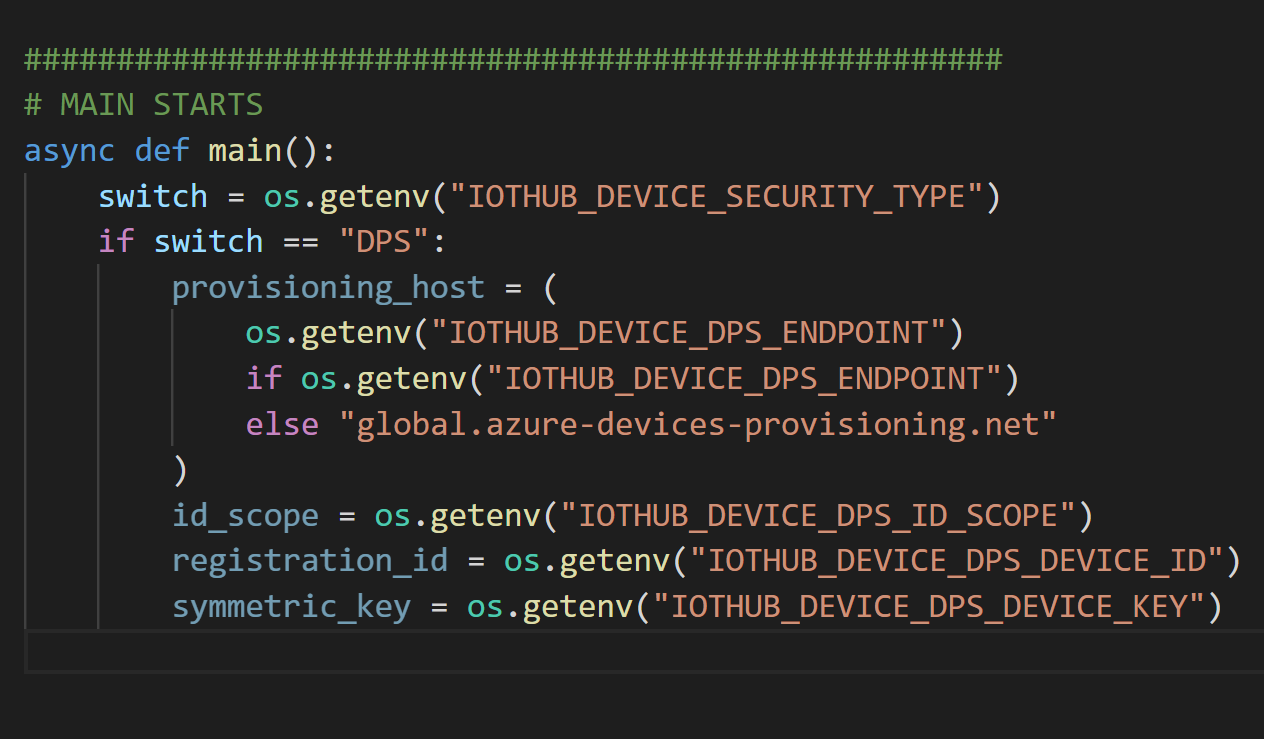 #####################################################
# MAIN STARTS
async def main():
    switch = os.getenv("IOTHUB_DEVICE_SECURITY_TYPE")
    if switch == "DPS":
        provisioning_host = (
            os.getenv("IOTHUB_DEVICE_DPS_ENDPOINT")
            if os.getenv("IOTHUB_DEVICE_DPS_ENDPOINT")
            else "global.azure-devices-provisioning.net"
        )
        id_scope = os.getenv("IOTHUB_DEVICE_DPS_ID_SCOPE")
        registration_id = os.getenv("IOTHUB_DEVICE_DPS_DEVICE_ID")
        symmetric_key = os.getenv("IOTHUB_DEVICE_DPS_DEVICE_KEY")